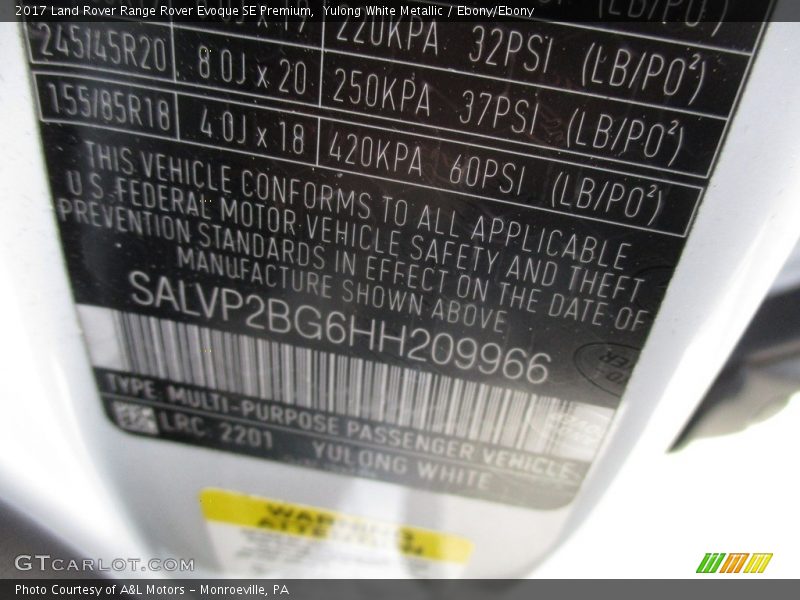 2017 Land Rover Range Rover Evoque SE Premium, Yulong White Metallic / Ebony/Ebony
245/45R20 8.0J x 20 220KPA 32PSI (LB/PO²)
250KPA 37PSI (LB/PO²)
155/85R18 4.0J x 18 420KPA 60PSI (LB/PO²)
THIS VEHICLE CONFORMS TO ALL APPLICABLE
U.S. FEDERAL MOTOR VEHICLE SAFETY AND THEFT
PREVENTION STANDARDS IN EFFECT ON THE DATE OF
MANUFACTURE SHOWN ABOVE
SALVP2BG6HH209966
TYPE: MULTI-PURPOSE PASSENGER VEHICLE
LRC. 2201 YULONG WHITE
WARNING
ATTENTION
GTCARLOT.COM
Photo Courtesy of A&L Motors - Monroeville, PA